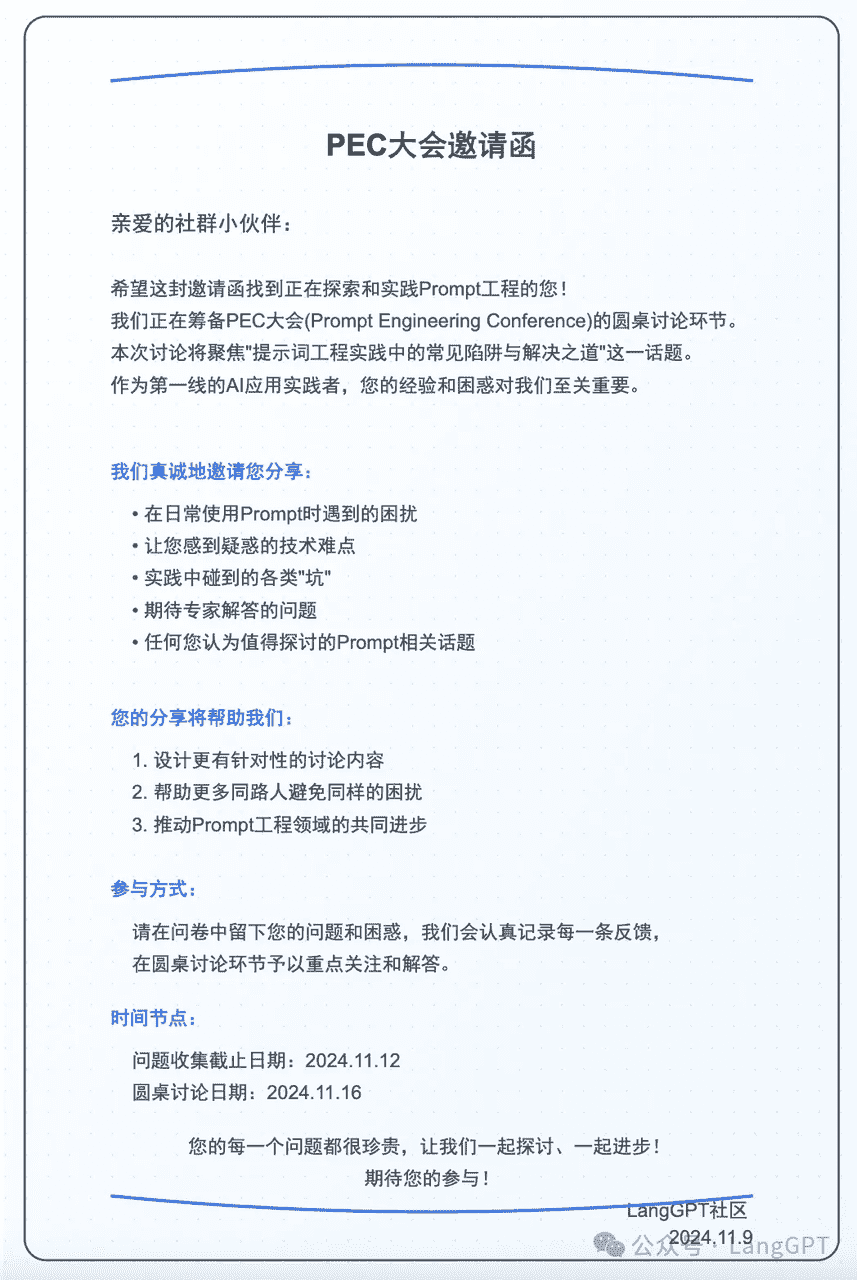 PEC大会邀请函
亲爱的社群小伙伴：
希望这封邀请函找到正在探索和实践Prompt工程的您！
我们正在筹备PEC大会(Prompt Engineering Conference)的圆桌讨论环节。
本次讨论将聚焦"提示词工程实践中的常见陷阱与解决之道"这一话题。
作为第一线的AI应用实践者，您的经验和困惑对我们至关重要。
我们真诚地邀请您分享：
• 在日常使用Prompt时遇到的困扰
• 让您感到疑惑的技术难点
• 实践中碰到的各类"坑"
• 期待专家解答的问题
• 任何您认为值得探讨的Prompt相关话题
您的分享将帮助我们：
1. 设计更有针对性的讨论内容
2. 帮助更多同路人避免同样的困扰
3. 推动Prompt工程领域的共同进步
参与方式：
请在问卷中留下您的问题和困惑，我们会认真记录每一条反馈，
在圆桌讨论环节予以重点关注和解答。
时间节点：
问题收集截止日期：2024.11.12
圆桌讨论日期：2024.11.16
您的每一个问题都很珍贵，让我们一起探讨、一起进步！
期待您的参与！
LangGPT社区
2024.11.9
公众号 · LangGPT